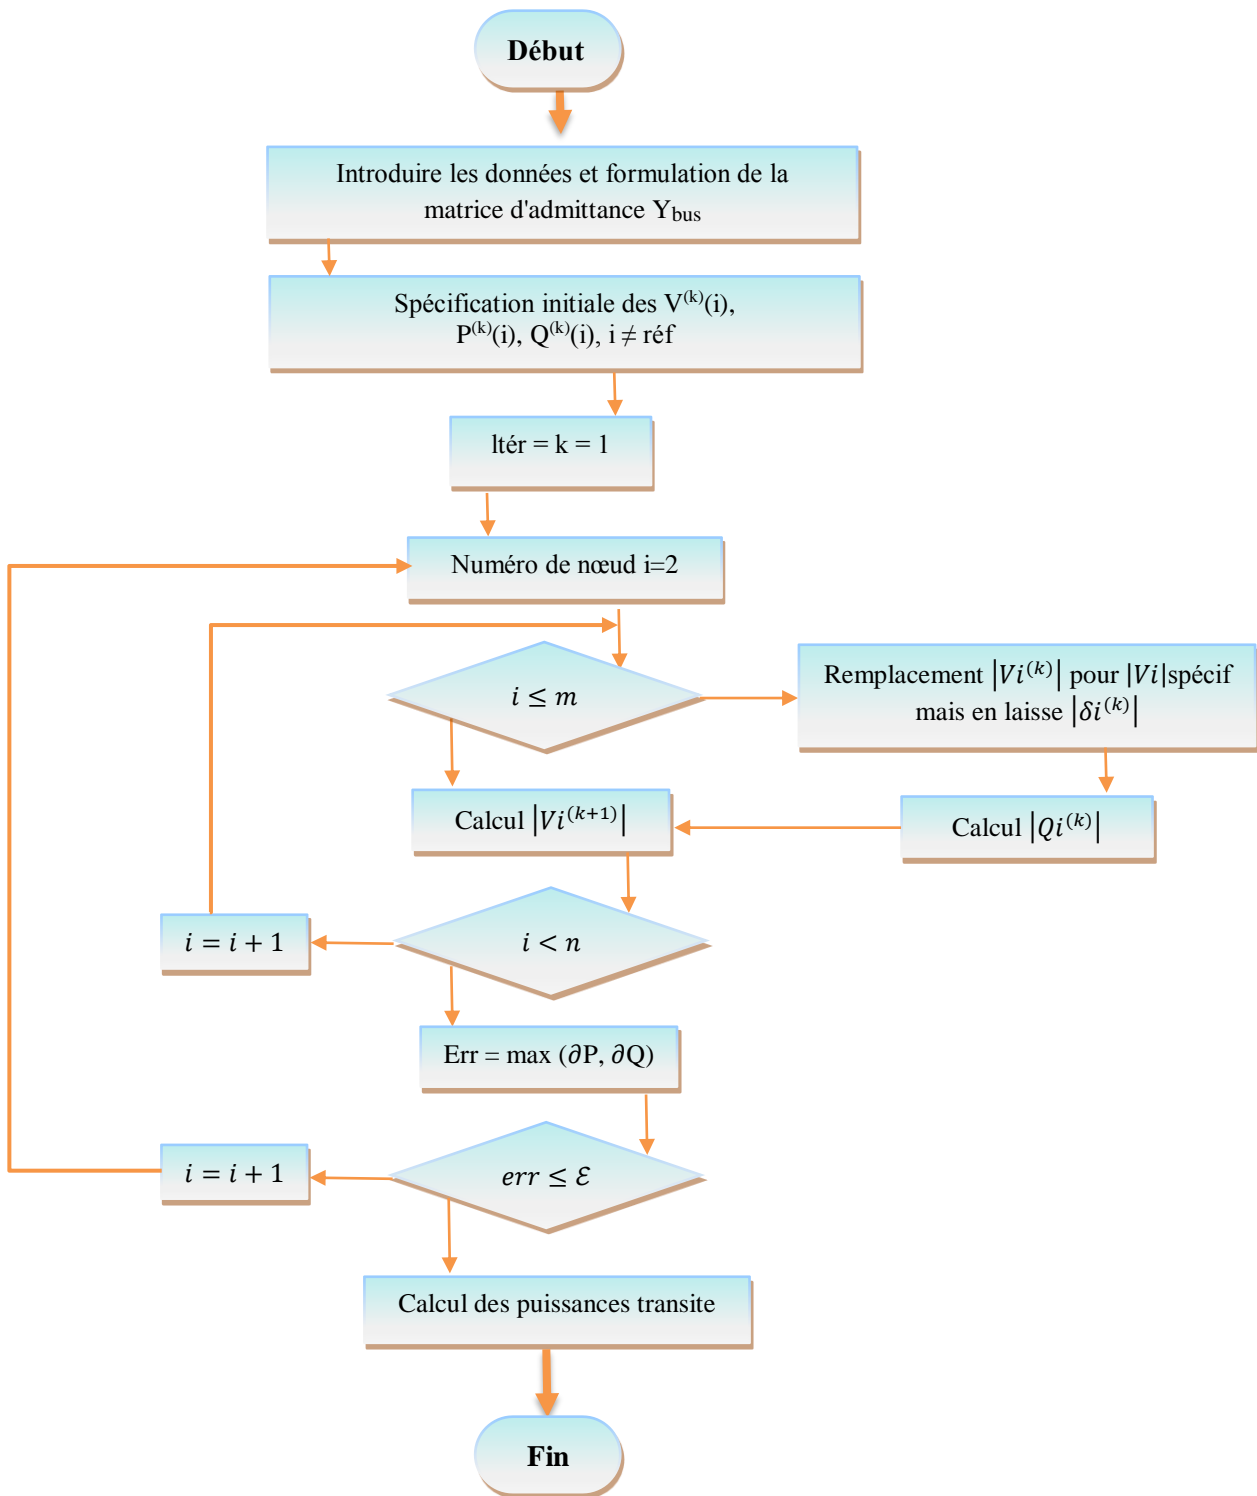 Début
Introduire les données et formulation de la
matrice d'admittance Y_bus
Spécification initiale des V^(k)(i),
P^(k)(i), Q^(k)(i), i ≠ réf
ltér = k = 1
Numéro de nœud i=2
i ≤ m
Remplacement |Vi^(k)| pour |Vi|spécif
mais en laisse |δi^(k)|
Calcul |Vi^(k+1)|
Calcul |Qi^(k)|
i = i + 1
i < n
Err = max (∂P, ∂Q)
i = i + 1
err ≤ ℰ
Calcul des puissances transite
Fin